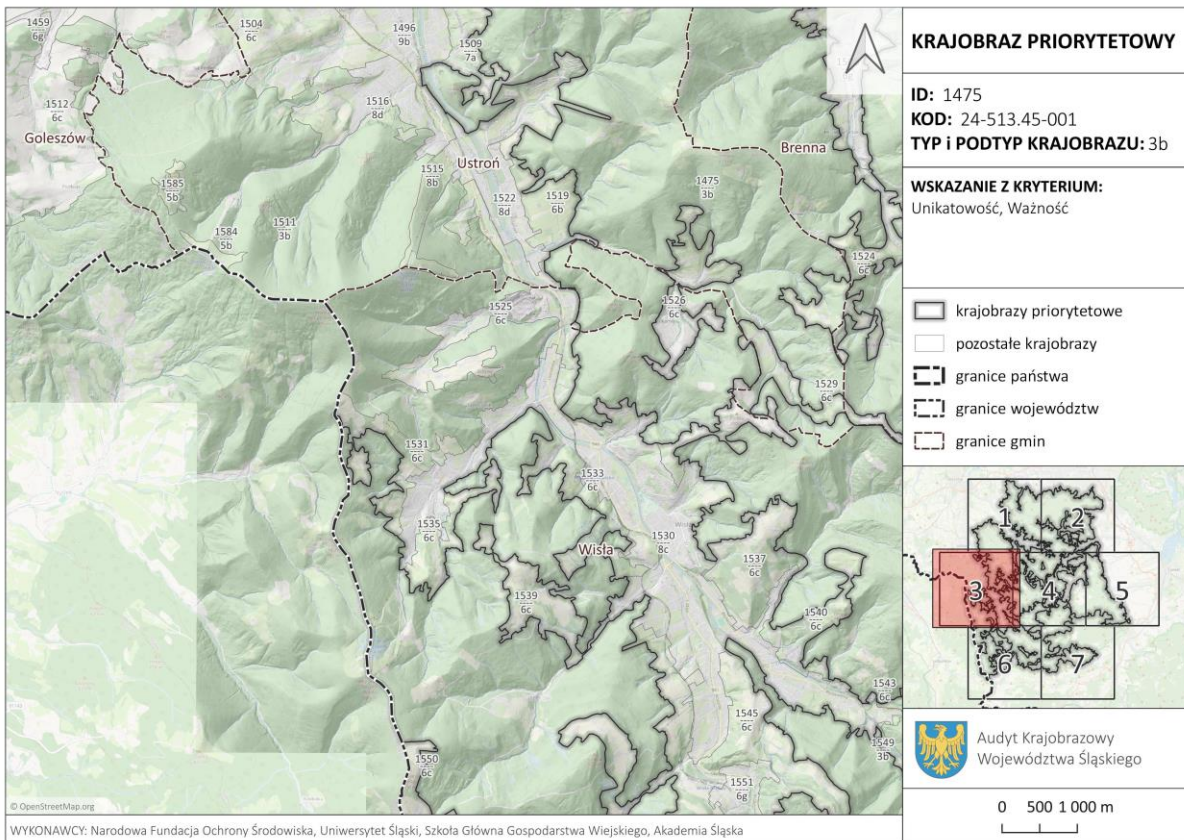 1459
6g
1504
6c
1496
9b
1509
7a
1512
6c
Goleszów
1516
8d
Ustroń
Brenna
1585
5b
1515
8b
1475
3b
1522
8d
1519
6b
1584
5b
1511
3b
1524
6c
1525
6c
1526
6c
1529
6c
1531
6c
1533
6c
1535
6c
1530
8c
Wisła
1537
6c
1539
6c
1540
6c
1543
6c
1545
6c
1549
3b
1550
6c
1551
6g
© OpenStreetMap.org
WYKONAWCY: Narodowa Fundacja Ochrony Środowiska, Uniwersytet Śląski, Szkoła Główna Gospodarstwa Wiejskiego, Akademia Śląska
KRAJOBRAZ PRIORYTETOWY
ID: 1475
KOD: 24-513.45-001
TYP i PODTYP KRAJOBRAZU: 3b
WSKAZANIE Z KRYTERIUM:
Unikatowość, Ważność
krajobrazy priorytetowe
pozostałe krajobrazy
granice państwa
granice województw
granice gmin
1 2
3 4 5
6 7
Audyt Krajobrazowy
Województwa Śląskiego
0 500 1 000 m